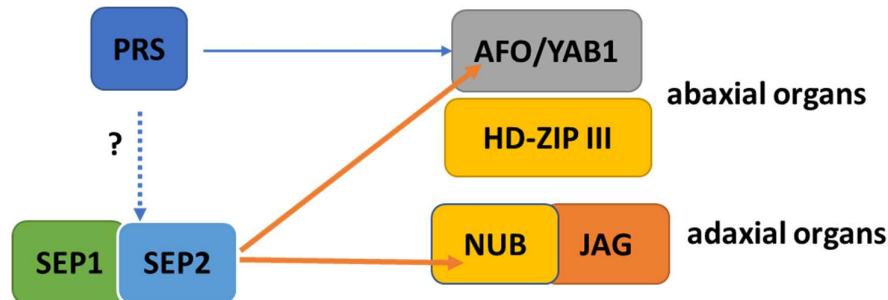 PRS
AFO/YAB1
abaxial organs
?
HD-ZIP III
SEP1
SEP2
NUB
JAG
adaxial organs